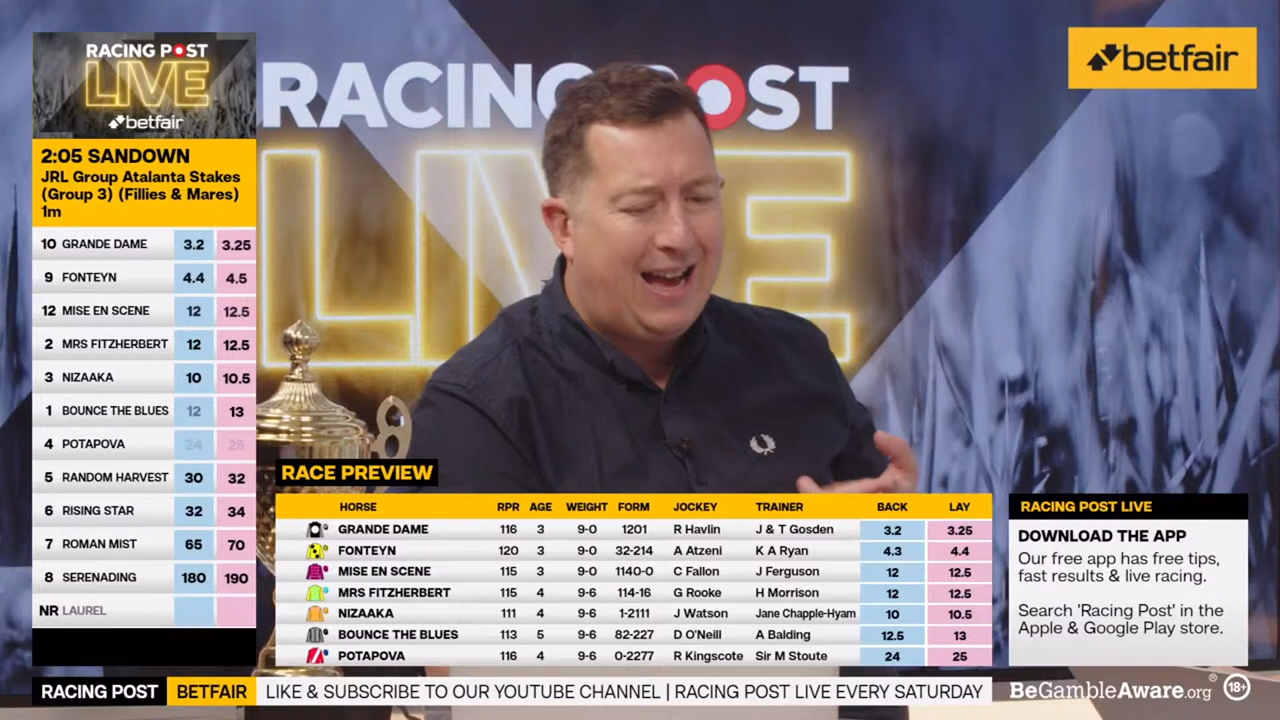 RACING POST
LIVE
betfair
2:05 SANDOWN
JRL Group Atalanta Stakes
(Group 3) (Fillies & Mares)
1m
10 GRANDE DAME 3.2 3.25
9 FONTEYN 4.4 4.5
12 MISE EN SCENE 12 12.5
2 MRS FITZHERBERT 12 12.5
3 NIZAAKA 10 10.5
1 BOUNCE THE BLUES 12 13
4 POTAPOVA 24 25
5 RANDOM HARVEST 30 32
6 RISING STAR 32 34
7 ROMAN MIST 65 70
8 SERENADING 180 190
NR LAUREL
RACING POST
LIVE
betfair
RACE PREVIEW
HORSE RPR AGE WEIGHT FORM JOCKEY TRAINER BACK LAY
GRANDE DAME 116 3 9-0 1201 R Havlin J & T Gosden 3.2 3.25
FONTEYN 120 3 9-0 32-214 A Atzeni K A Ryan 4.3 4.4
MISE EN SCENE 115 3 9-0 1140-0 C Fallon J Ferguson 12 12.5
MRS FITZHERBERT 115 4 9-6 114-16 G Rooke H Morrison 12 12.5
NIZAAKA 111 4 9-6 1-2111 J Watson Jane Chapple-Hyam 10 10.5
BOUNCE THE BLUES 113 5 9-6 82-227 D O'Neill A Balding 12.5 13
POTAPOVA 116 4 9-6 0-2277 R Kingscote Sir M Stoute 24 25
RACING POST LIVE
DOWNLOAD THE APP
Our free app has free tips,
fast results & live racing.
Search 'Racing Post' in the
Apple & Google Play store.
RACING POST BETFAIR LIKE & SUBSCRIBE TO OUR YOUTUBE CHANNEL | RACING POST LIVE EVERY SATURDAY BeGambleAware.org® 18+